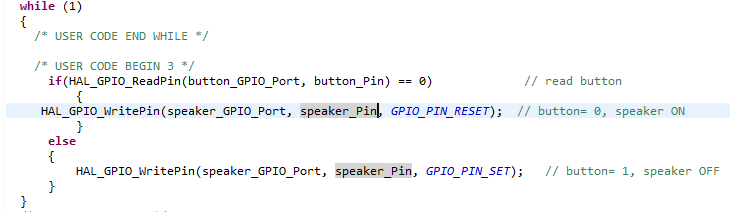 while (1)
{
/* USER CODE END WHILE */
/* USER CODE BEGIN 3 */
if(HAL_GPIO_ReadPin(button_GPIO_Port, button_Pin) == 0) // read button
{
HAL_GPIO_WritePin(speaker_GPIO_Port, speaker_Pin, GPIO_PIN_RESET); // button= 0, speaker ON
}
else
{
HAL_GPIO_WritePin(speaker_GPIO_Port, speaker_Pin, GPIO_PIN_SET); // button= 1, speaker OFF
}
}